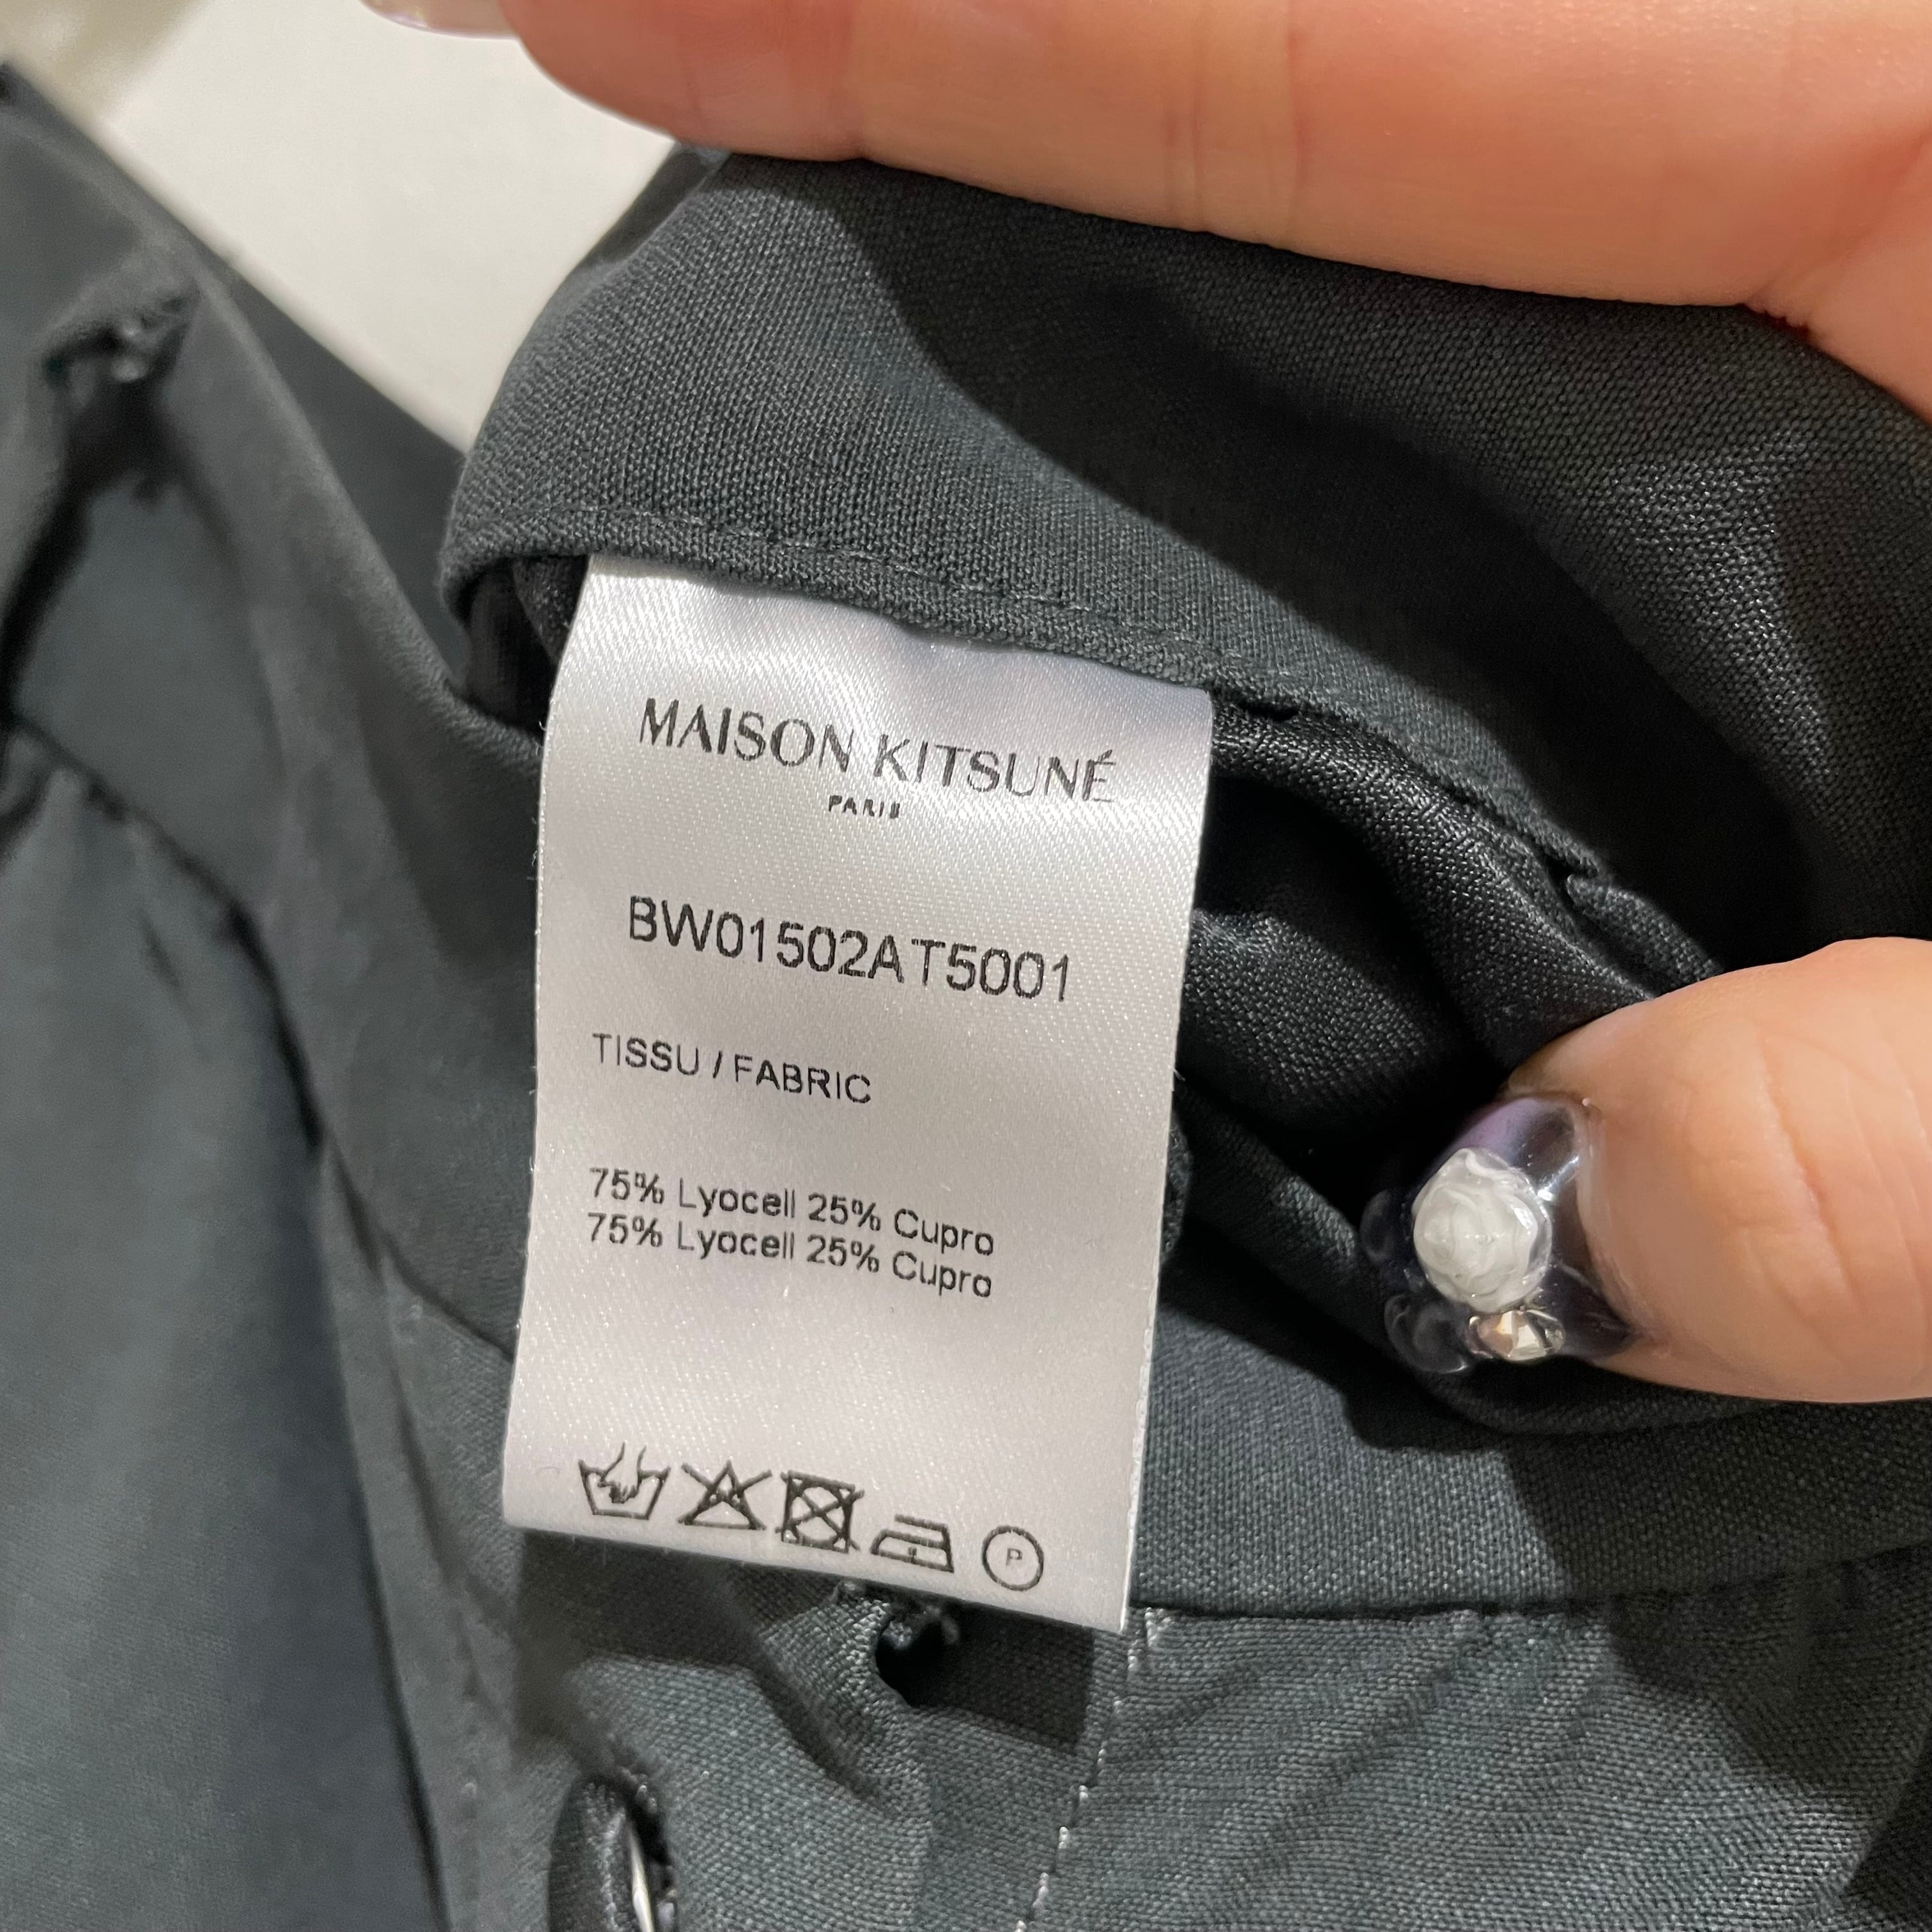 MAISON KITSUNÉ
PARIS
BW01502AT5001
TISSU / FABRIC
75% Lyocell 25% Cupro
75% Lyocell 25% Cupro
P